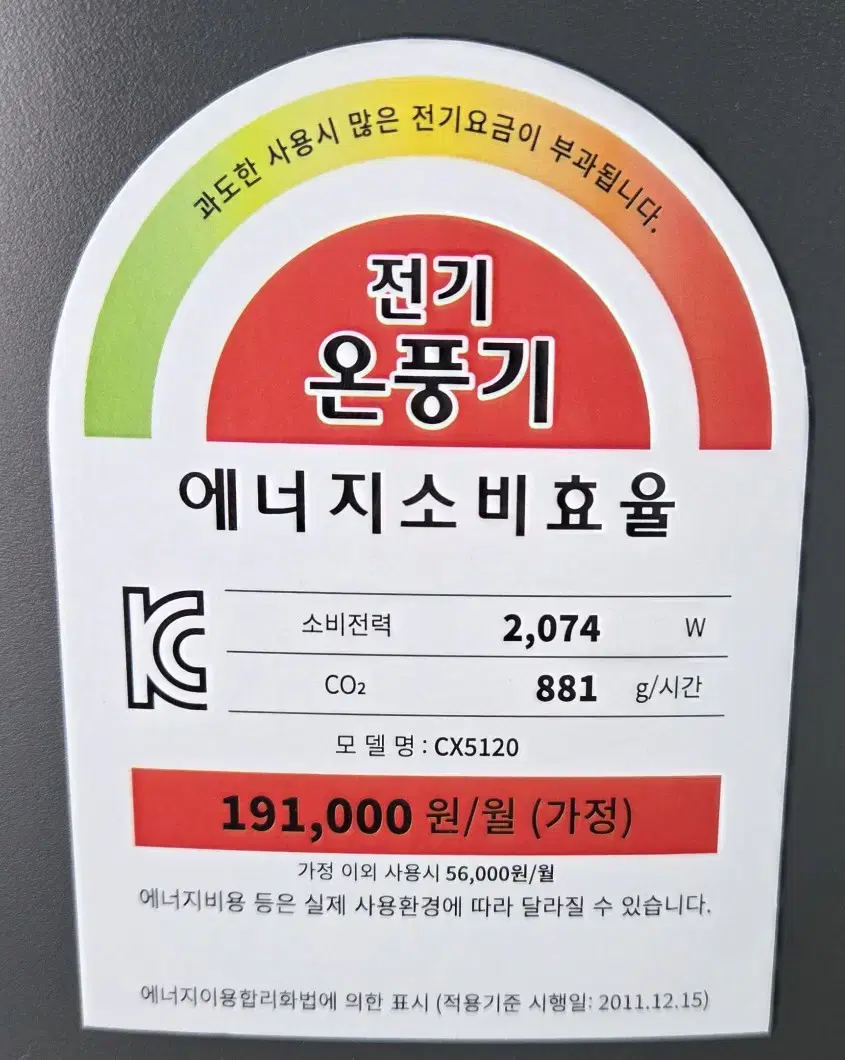 과도한 사용시 많은 전기요금이 부과됩니다.
전기
온풍기
에너지소비효율
KC
소비전력 2,074 W
CO₂ 881 g/시간
모델명 : CX5120
191,000 원/월 (가정)
가정 이외 사용시 56,000원/월
에너지비용 등은 실제 사용환경에 따라 달라질 수 있습니다.
에너지이용합리화법에 의한 표시 (적용기준 시행일: 2011.12.15)